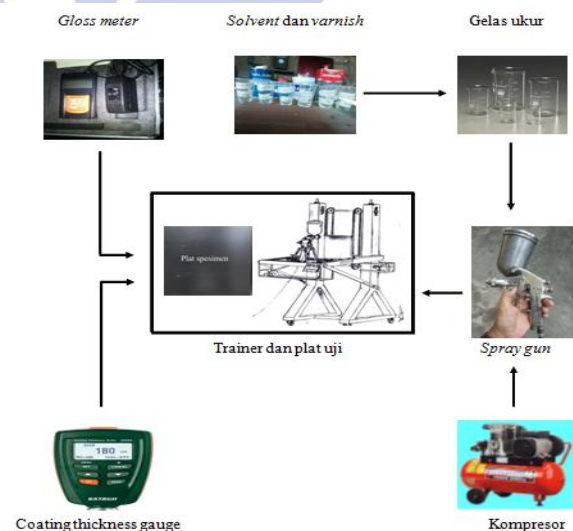 Gloss meter
Solvent dan varnish
Gelas ukur
Plat spesimen
Trainer dan plat uji
Spray gun
180
EXTECH
Coating thickness gauge
Kompresor